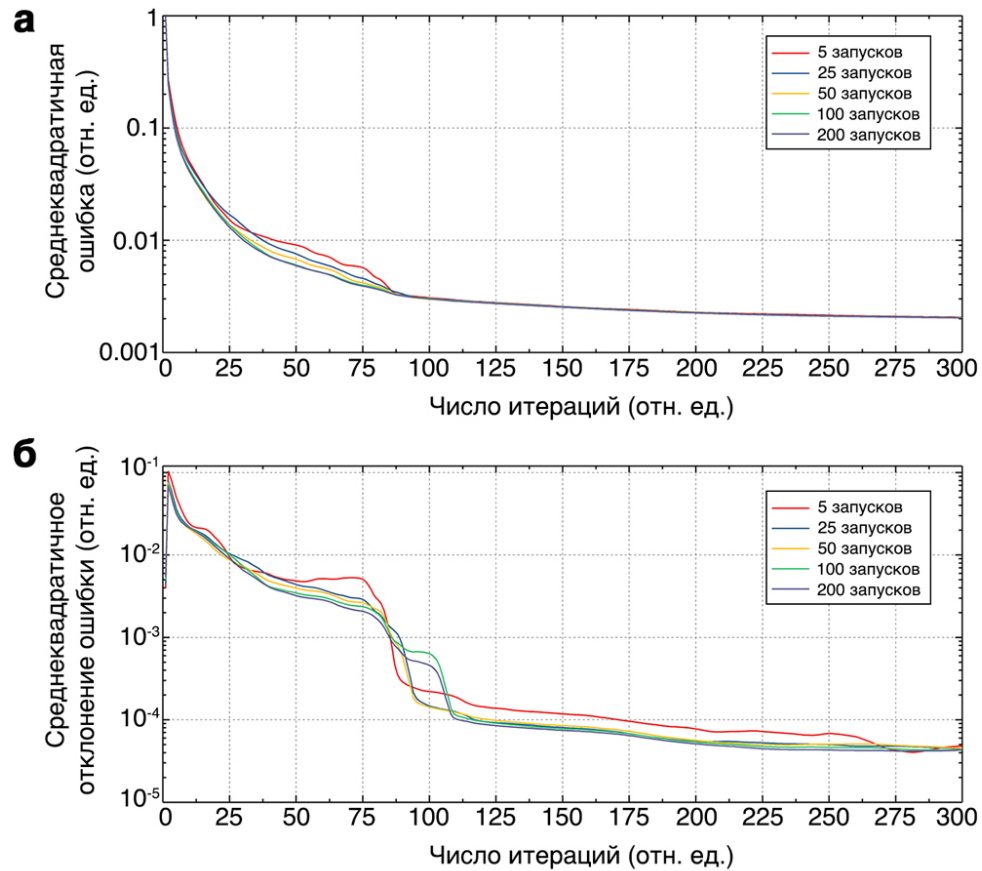 а
Среднеквадратичная
ошибка (отн. ед.)
1
0.1
0.01
0.001
5 запусков
25 запусков
50 запусков
100 запусков
200 запусков
0 25 50 75 100 125 150 175 200 225 250 275 300
Число итераций (отн. ед.)
б
Среднеквадратичное
отклонение ошибки (отн. ед.)
10-1
10-2
10-3
10-4
10-5
5 запусков
25 запусков
50 запусков
100 запусков
200 запусков
0 25 50 75 100 125 150 175 200 225 250 275 300
Число итераций (отн. ед.)